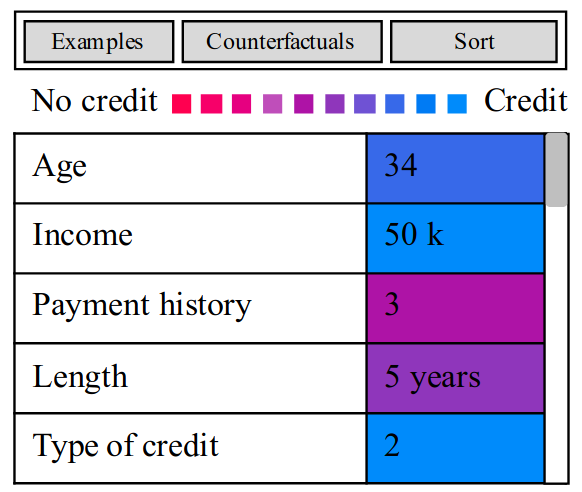 Examples Counterfactuals Sort
No credit Credit
Age 34
Income 50 k
Payment history 3
Length 5 years
Type of credit 2